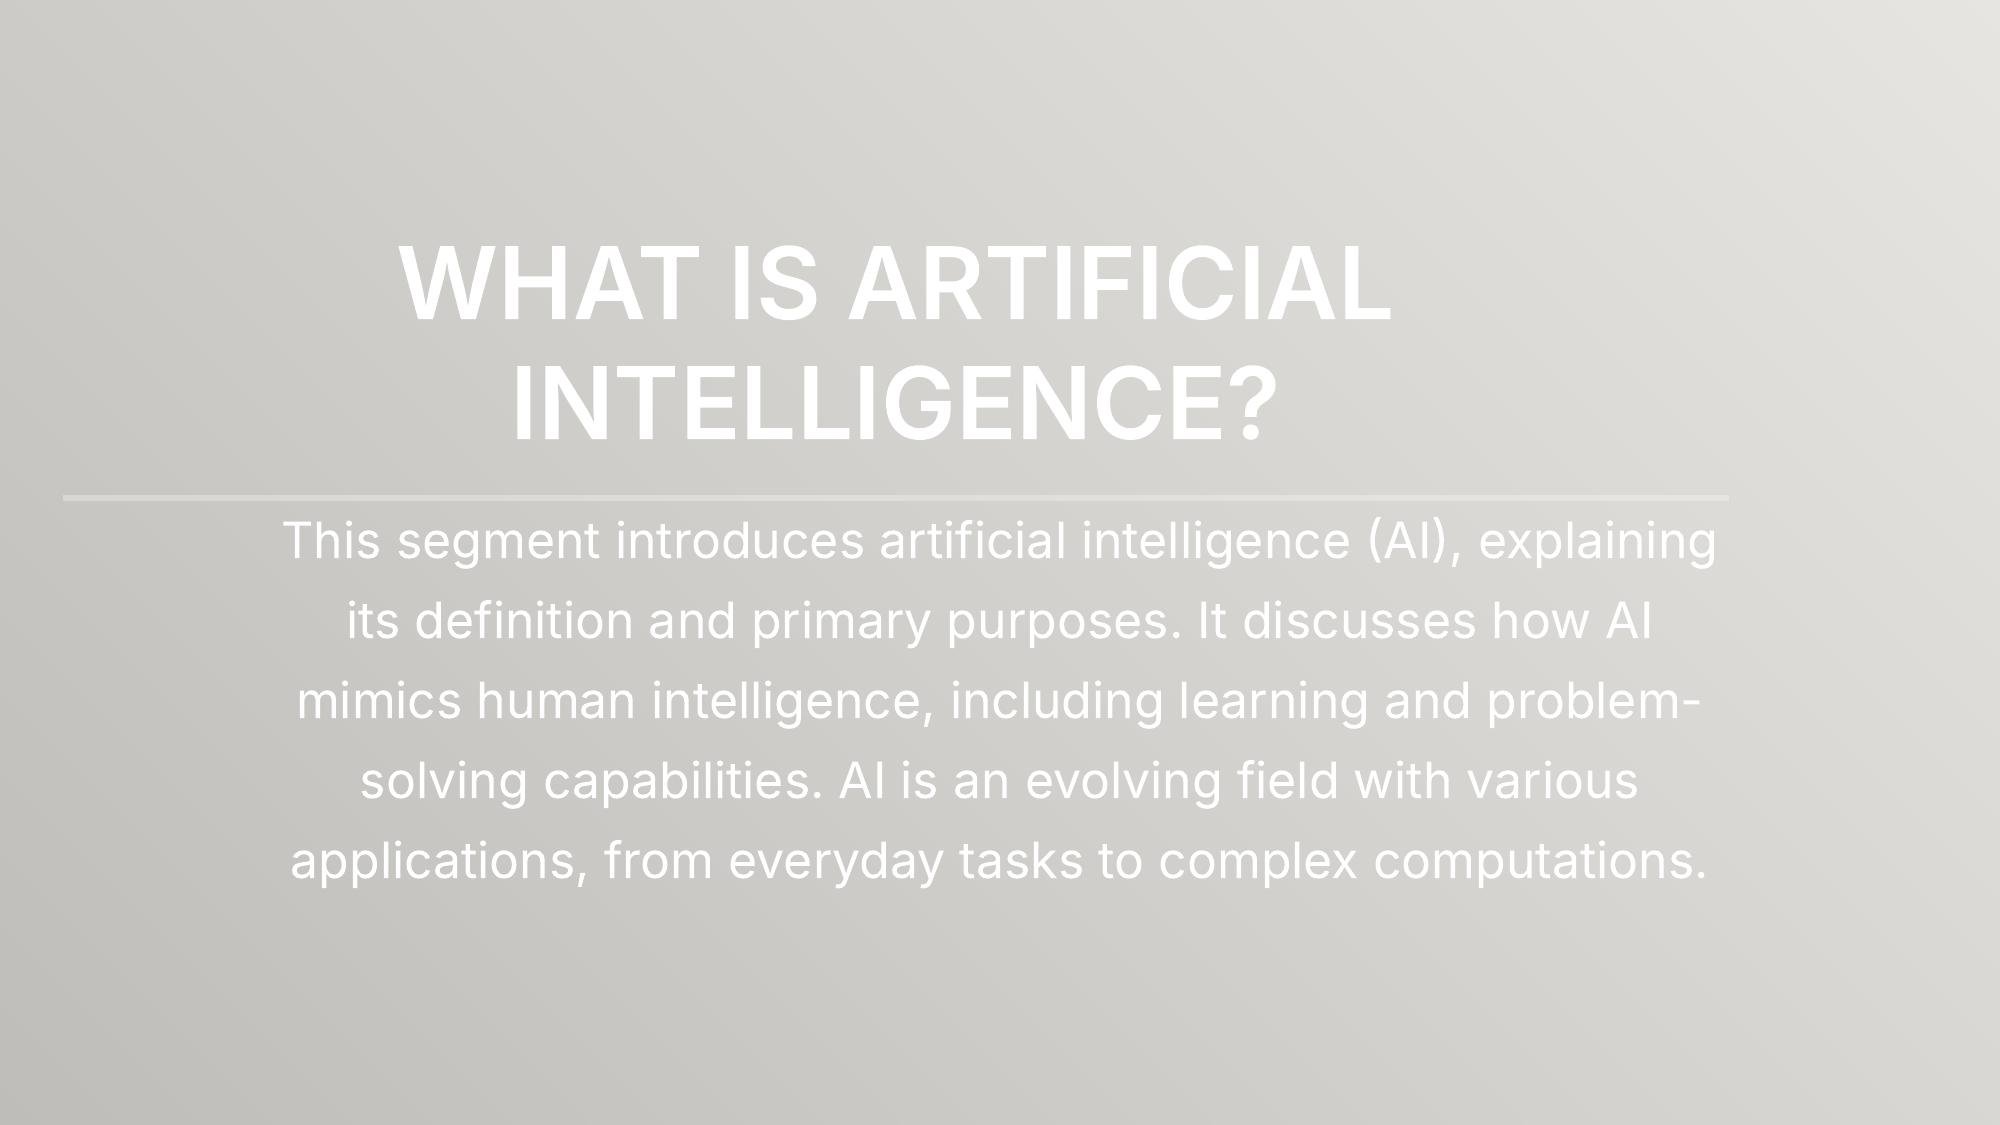 WHAT IS ARTIFICIAL
INTELLIGENCE?
This segment introduces artificial intelligence (AI), explaining
its definition and primary purposes. It discusses how AI
mimics human intelligence, including learning and problem-
solving capabilities. AI is an evolving field with various
applications, from everyday tasks to complex computations.